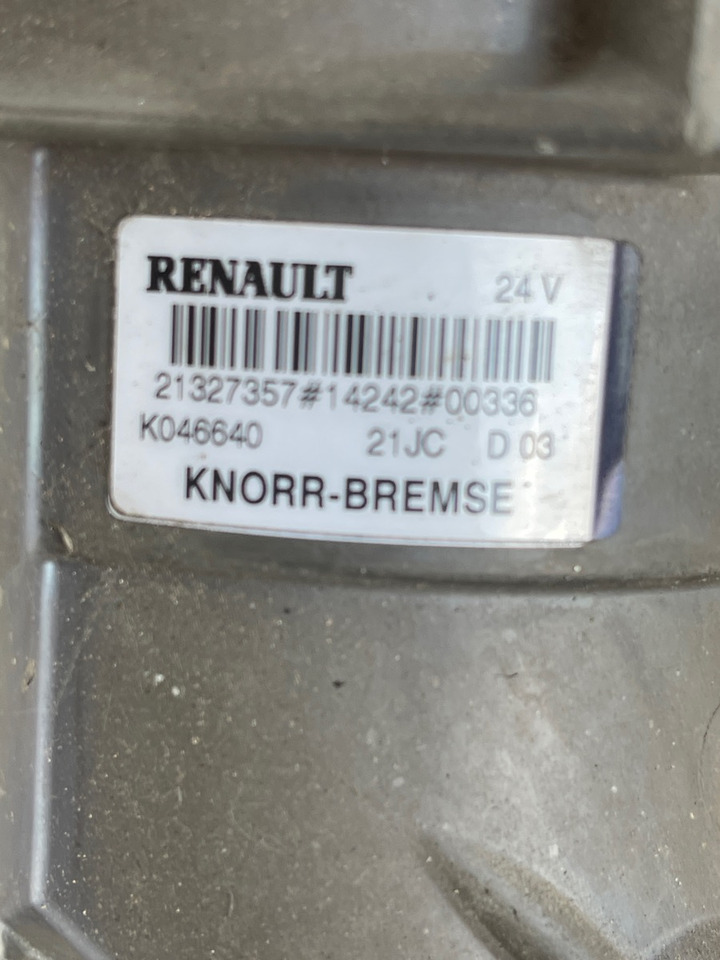 RENAULT 24 V
21327357#14242#00336
K046640 21JC D 03
KNORR-BREMSE